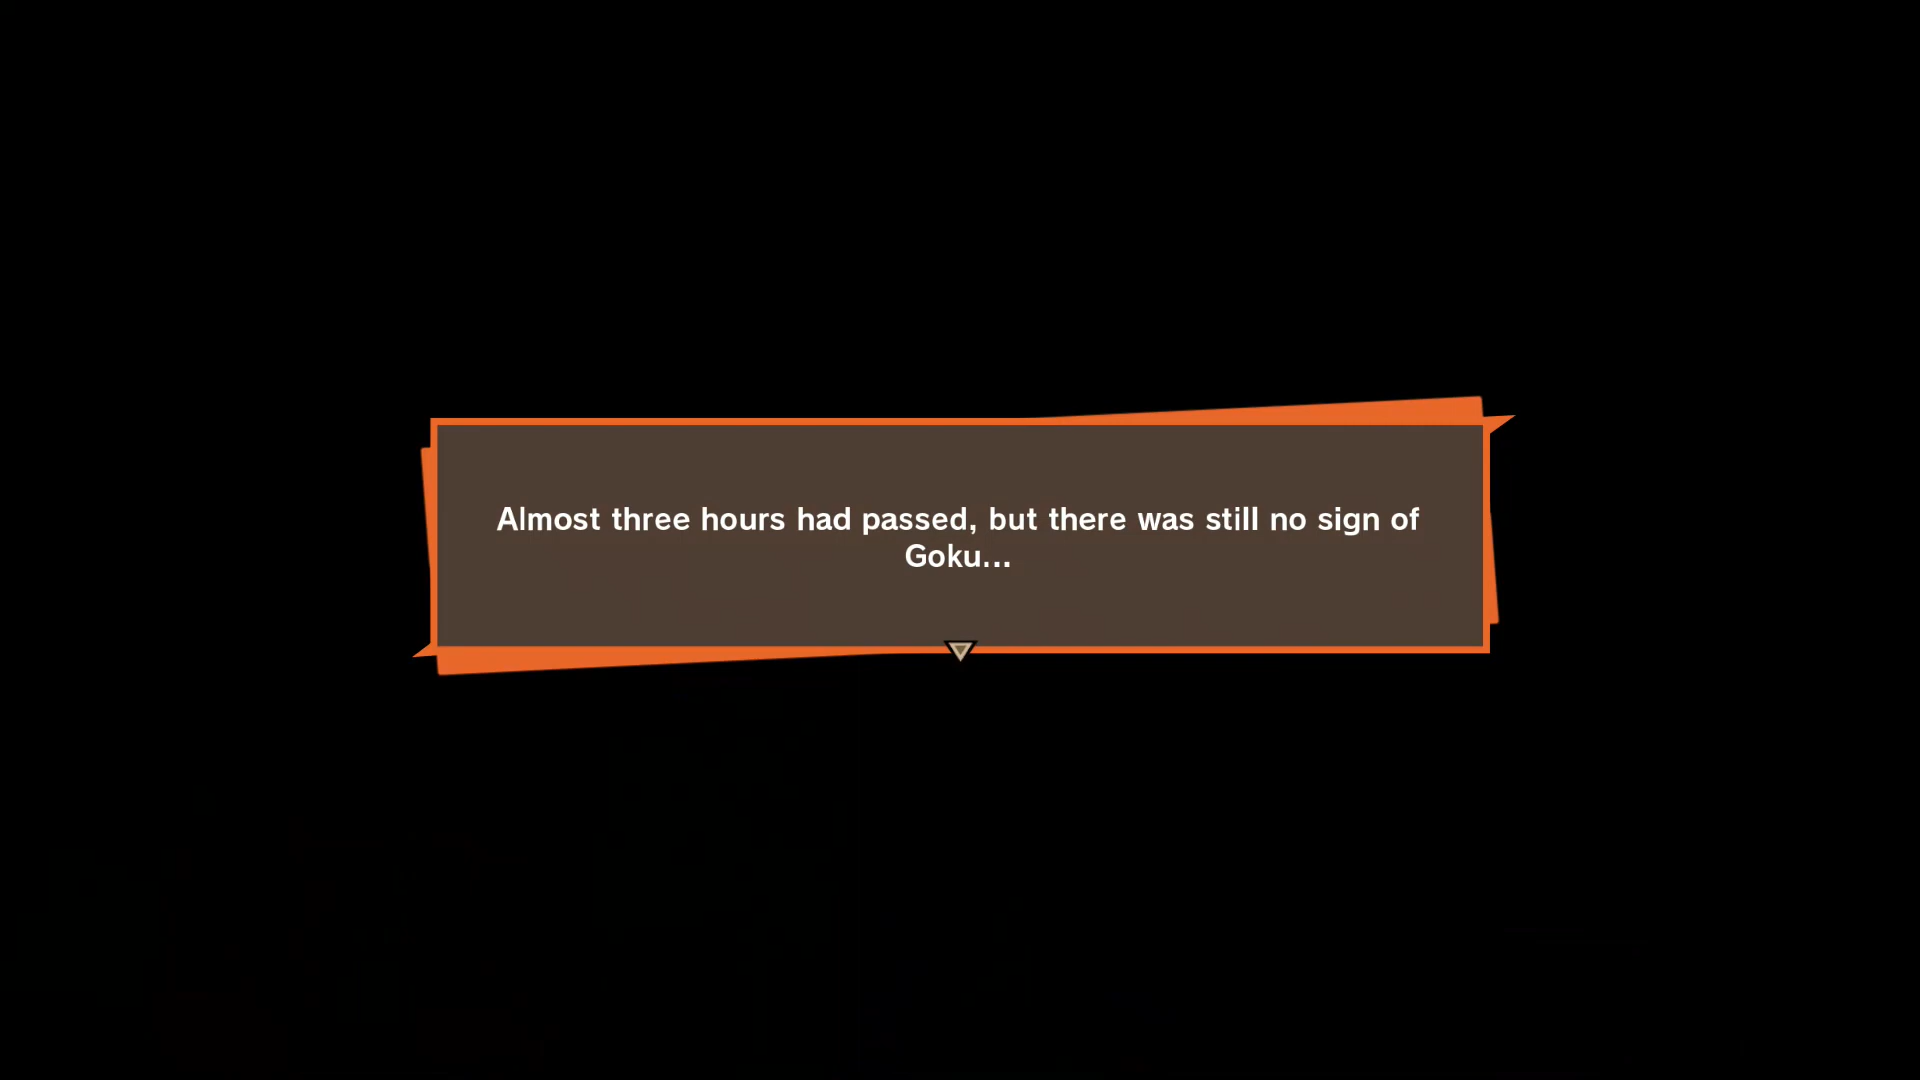 Almost three hours had passed, but there was still no sign of
Goku...